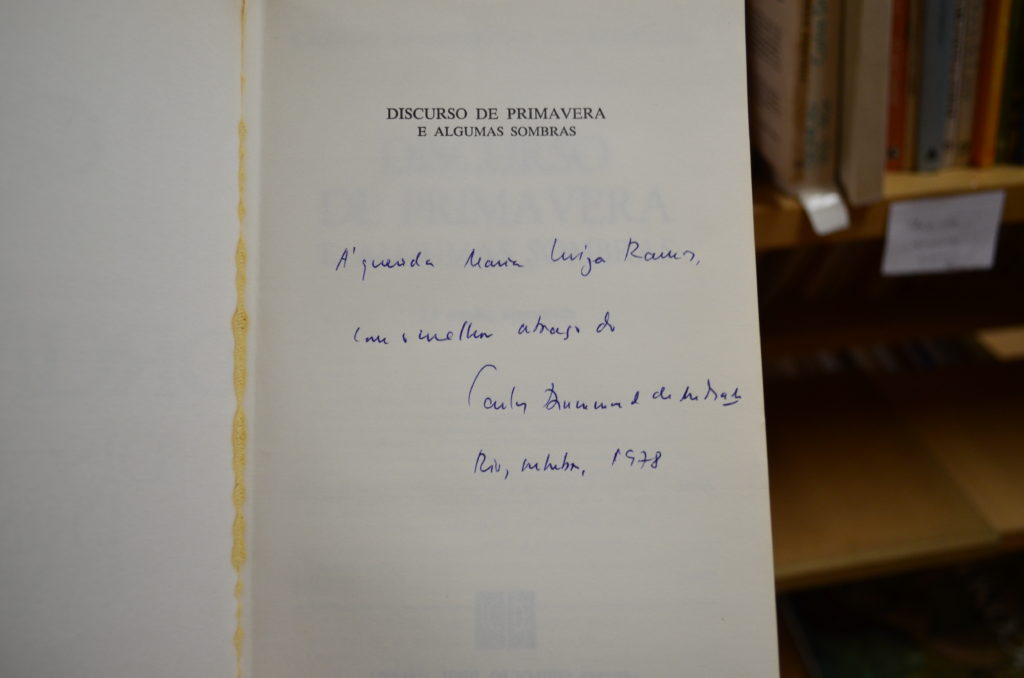 DISCURSO DE PRIMAVERA
E ALGUMAS SOMBRAS
À querida Maria Luiza Ramos,
com o melhor abraço do
Carlos Drummond de Andrade
Rio, outubro, 1978